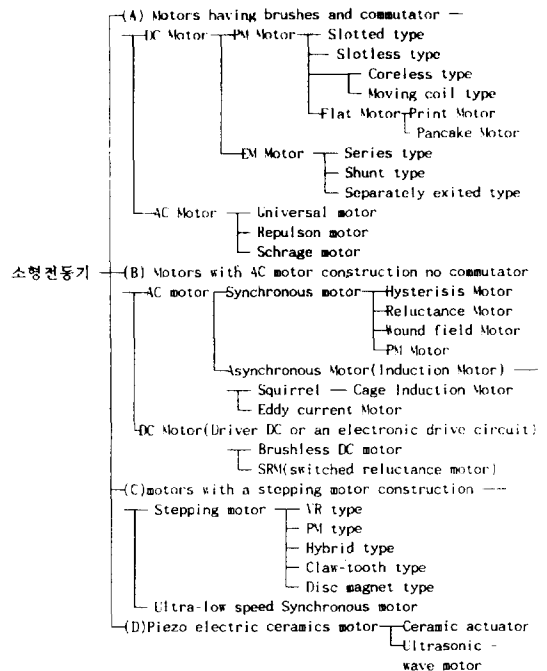 (A) Motors having brushes and commutator
DC Motor PM Motor Slotted type
Slotless type
Coreless type
Moving coil type
Flat Motor Print Motor
Pancake Motor
EM Motor Series type
Shunt type
Separately exited type
AC Motor Universal motor
Repulson motor
Schrage motor
소형전동기 (B) Motors with AC motor construction no commutator
AC motor Synchronous motor Hysterisis Motor
Reluctance Motor
Wound field Motor
PM Motor
Asynchronous Motor(Induction Motor)
Squirrel — Cage Induction Motor
Eddy current Motor
DC Motor(Driver DC or an electronic drive circuit)
Brushless DC motor
SRM(switched reluctance motor)
(C)motors with a stepping motor construction
Stepping motor VR type
PM type
Hybrid type
Claw-tooth type
Disc magnet type
Ultra-low speed Synchronous motor
(D)Piezo electric ceramics motor Ceramic actuator
Ultrasonic -
wave motor